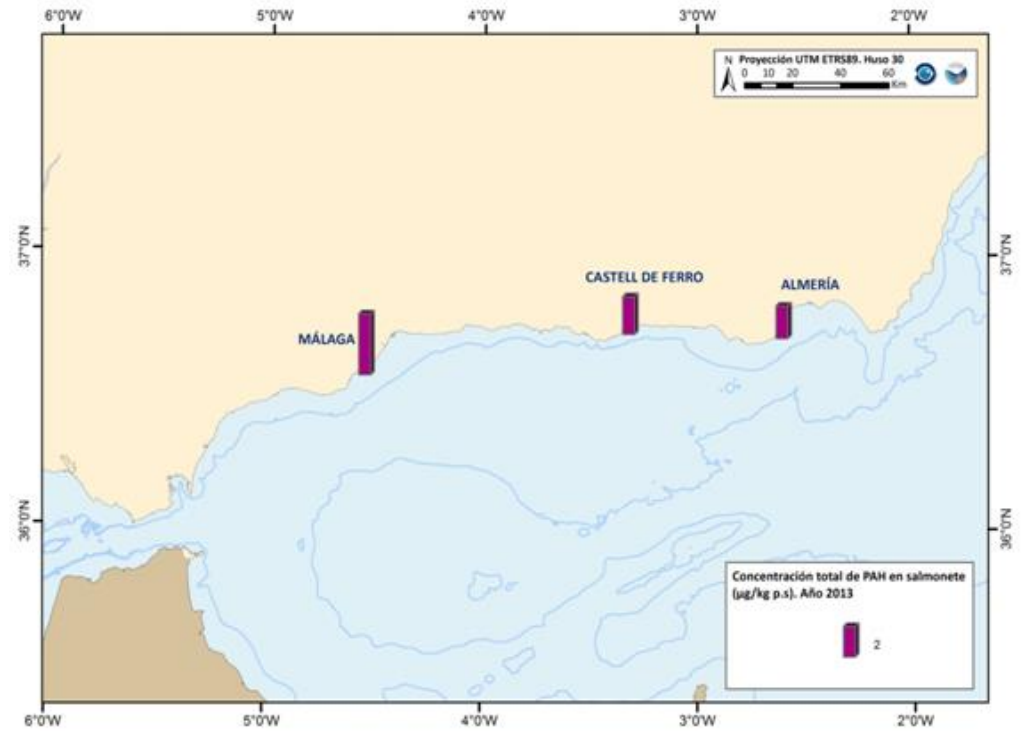 6°0'W 5°0'W 4°0'W 3°0'W 2°0'W
N Proyección UTM ETRS89. Huso 30
0 10 20 40 60
Km
37°0'N 37°0'N
CASTELL DE FERRO
ALMERÍA
MÁLAGA
36°0'N 36°0'N
Concentración total de PAH en salmonete
(µg/kg p.s). Año 2013
2
6°0'W 5°0'W 4°0'W 3°0'W 2°0'W